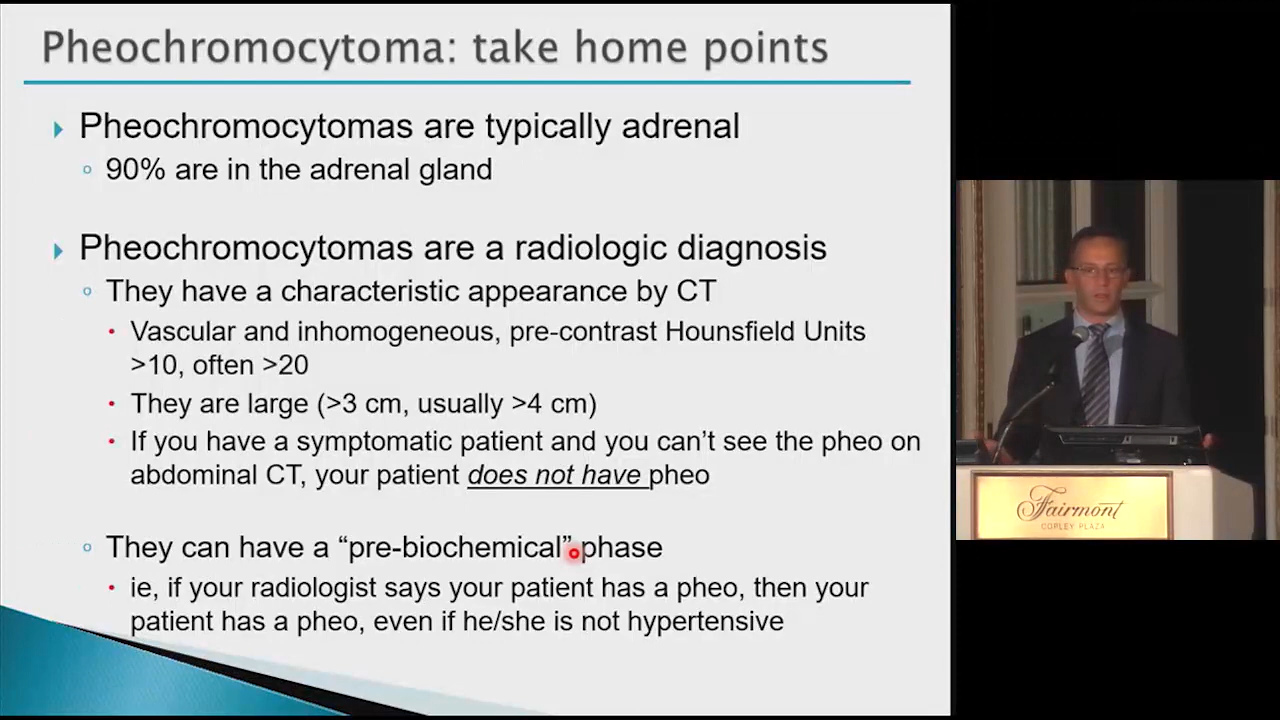 Pheochromocytoma: take home points
Pheochromocytomas are typically adrenal
90% are in the adrenal gland
Pheochromocytomas are a radiologic diagnosis
They have a characteristic appearance by CT
Vascular and inhomogeneous, pre-contrast Hounsfield Units
>10, often >20
They are large (>3 cm, usually >4 cm)
If you have a symptomatic patient and you can't see the pheo on
abdominal CT, your patient does not have pheo
They can have a “pre-biochemical” phase
ie, if your radiologist says your patient has a pheo, then your
patient has a pheo, even if he/she is not hypertensive
Fairmont
COPLEY PLAZA